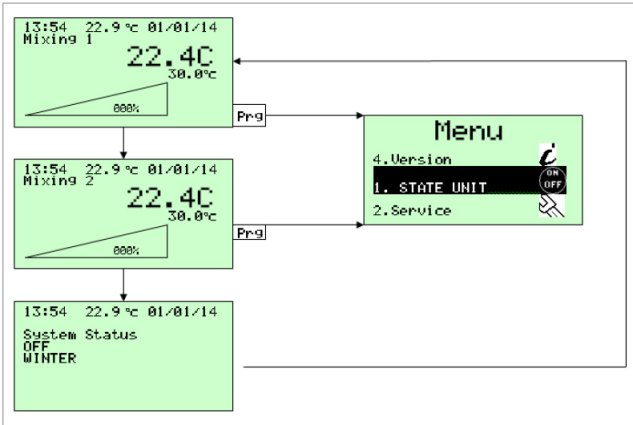 13:54 22.9 °c 01/01/14
Mixing 1
22.4C
30.0°c
000%
Prg
13:54 22.9 °c 01/01/14
Mixing 2
22.4C
30.0°c
000%
Prg
13:54 22.9 °c 01/01/14
System Status
OFF
WINTER
Menu
4.Version
i
1. STATE UNIT
ON
OFF
2.Service